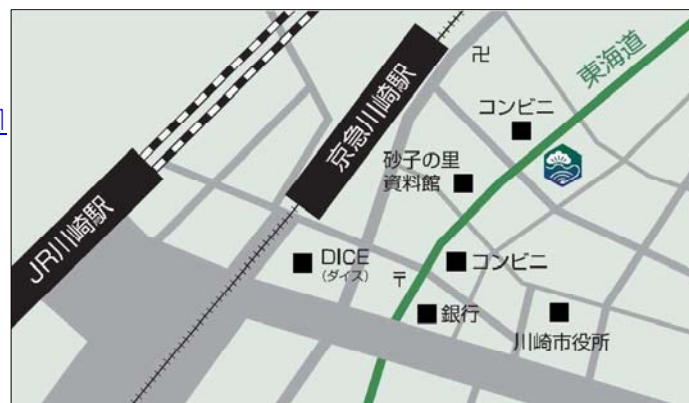 卍
東海道
コンビニ
京急川崎駅
砂子の里
資料館
JR川崎駅
DICE
(ダイス)
〒
コンビニ
銀行
川崎市役所